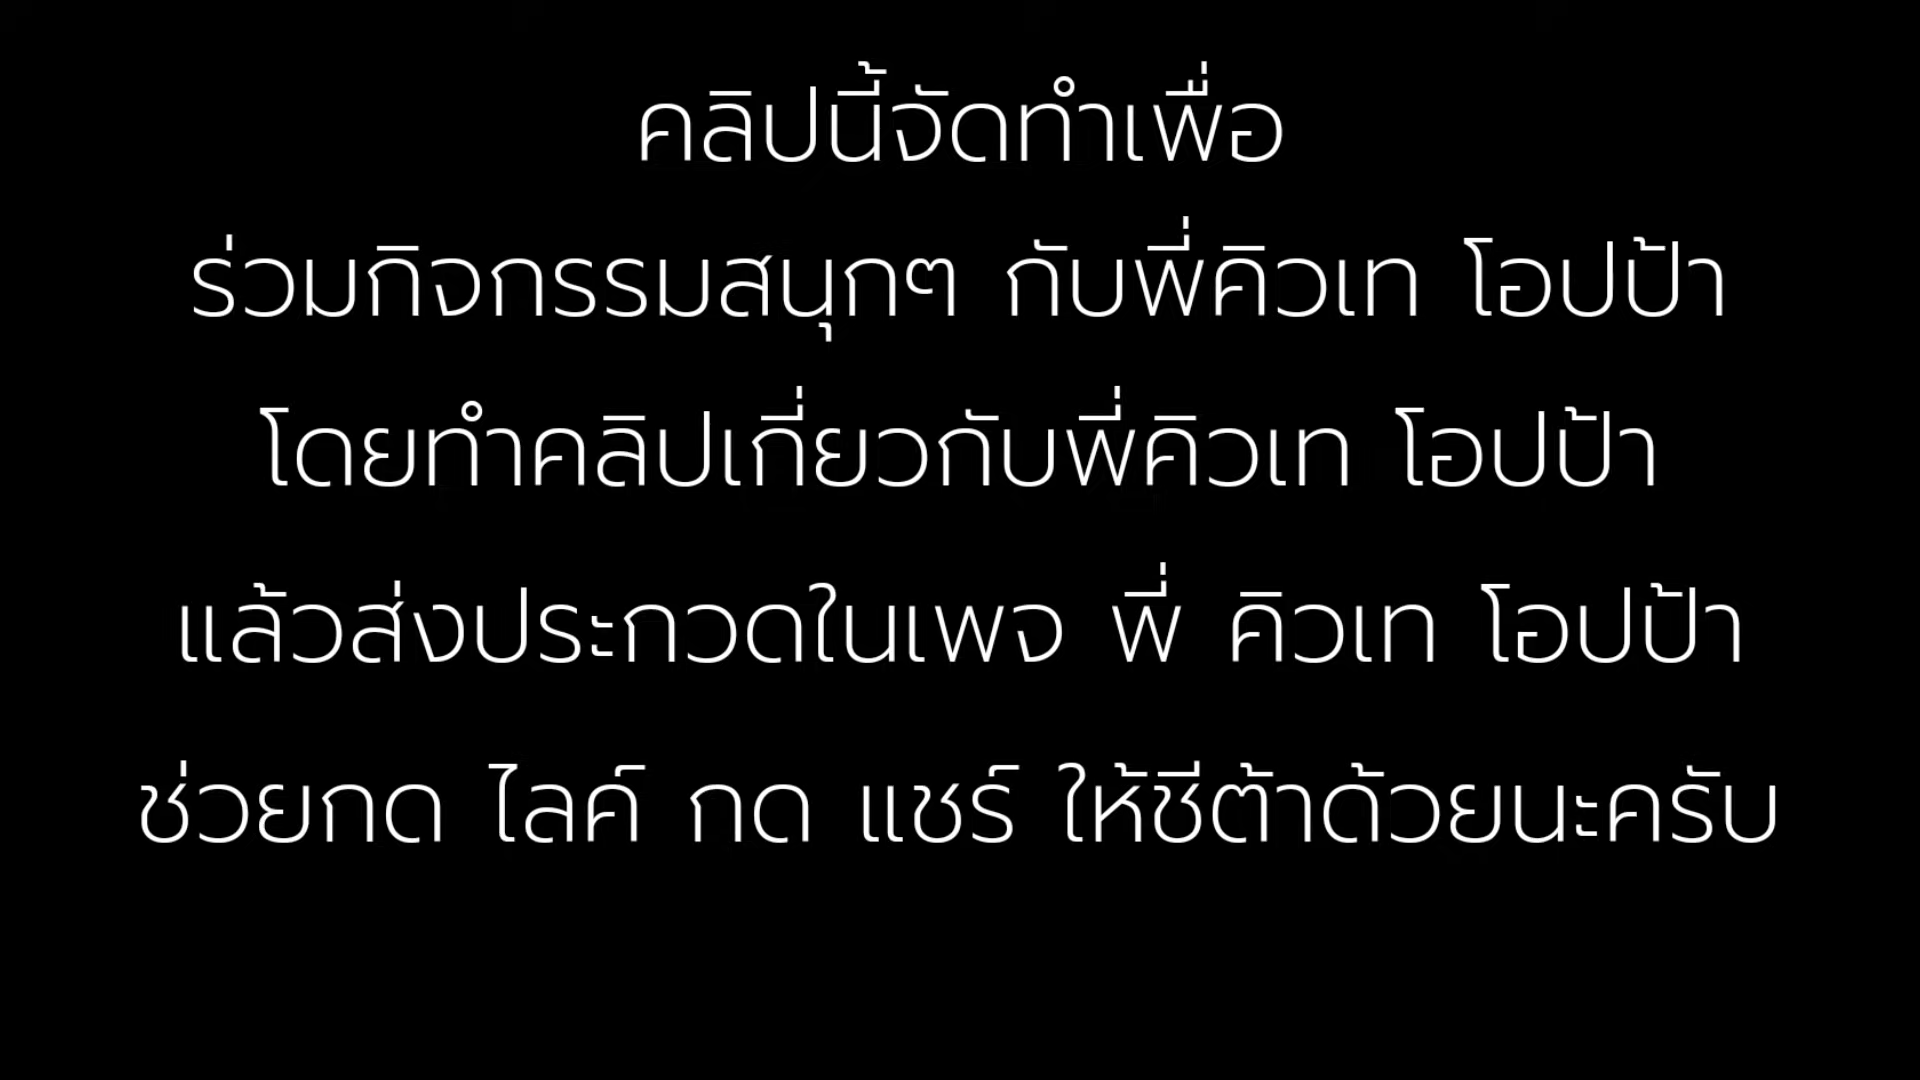 คลิปนี้จัดทำเพื่อ
ร่วมกิจกรรมสนุกๆ กับพี่คิวเท โอปป้า
โดยทำคลิปเกี่ยวกับพี่คิวเท โอปป้า
แล้วส่งประกวดในเพจ พี่ คิวเท โอปป้า
ช่วยกด ไลค์ กด แชร์ ให้ชีต้าด้วยนะครับ